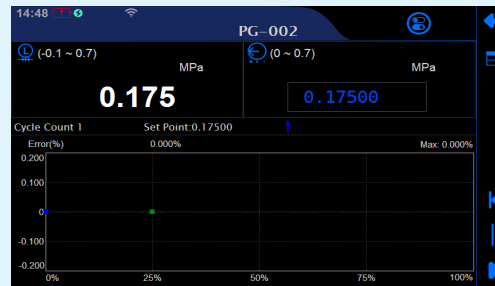 14:48
PG-002
(-0.1 ~ 0.7)
MPa
0.175
(0 ~ 0.7)
MPa
0.17500
Cycle Count 1 Set Point:0.17500
Error(%) 0.000% Max: 0.000%
0.200
0.100
0
-0.100
-0.200
0% 25% 50% 75% 100%